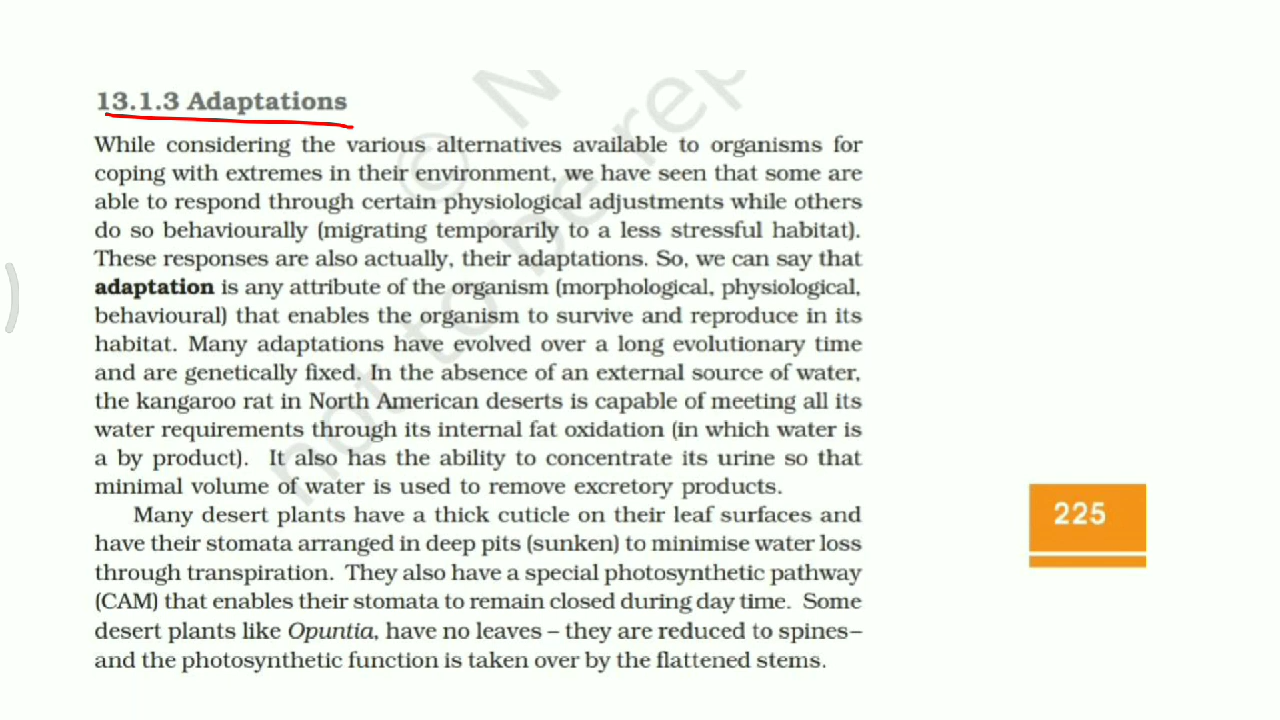 13.1.3 Adaptations
While considering the various alternatives available to organisms for
coping with extremes in their environment, we have seen that some are
able to respond through certain physiological adjustments while others
do so behaviourally (migrating temporarily to a less stressful habitat).
These responses are also actually, their adaptations. So, we can say that
adaptation is any attribute of the organism (morphological, physiological,
behavioural) that enables the organism to survive and reproduce in its
habitat. Many adaptations have evolved over a long evolutionary time
and are genetically fixed. In the absence of an external source of water,
the kangaroo rat in North American deserts is capable of meeting all its
water requirements through its internal fat oxidation (in which water is
a by product). It also has the ability to concentrate its urine so that
minimal volume of water is used to remove excretory products.
Many desert plants have a thick cuticle on their leaf surfaces and
have their stomata arranged in deep pits (sunken) to minimise water loss
through transpiration. They also have a special photosynthetic pathway
(CAM) that enables their stomata to remain closed during day time. Some
desert plants like Opuntia, have no leaves – they are reduced to spines–
and the photosynthetic function is taken over by the flattened stems.
225
© N
not to be rep